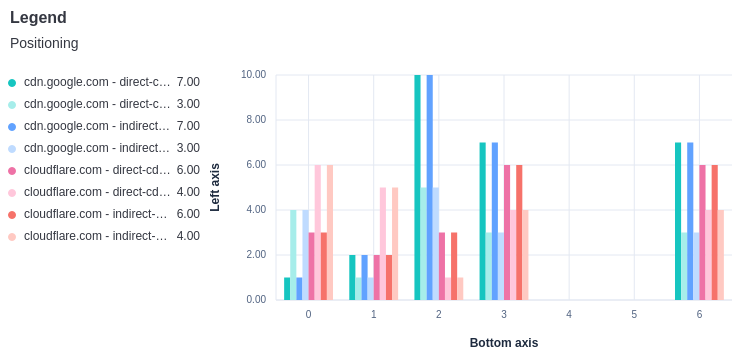 Legend
Positioning
cdn.google.com - direct-c… 7.00
cdn.google.com - direct-c… 3.00
cdn.google.com - indirect… 7.00
cdn.google.com - indirect… 3.00
cloudflare.com - direct-cd… 6.00
cloudflare.com - direct-cd… 4.00
cloudflare.com - indirect-… 6.00
cloudflare.com - indirect-… 4.00
Left axis
10.00
8.00
6.00
4.00
2.00
0.00
0 1 2 3 4 5 6
Bottom axis